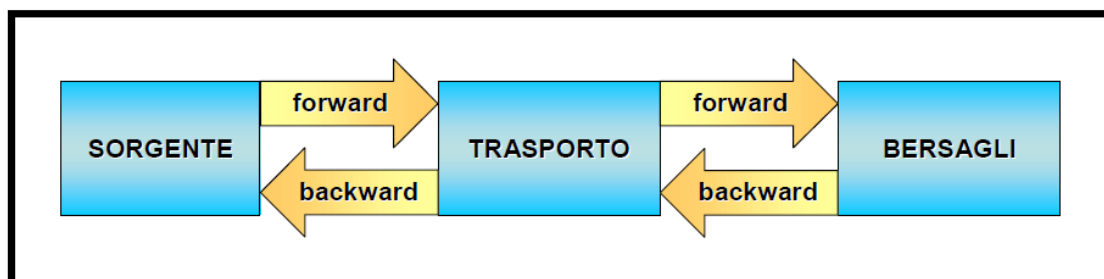 forward
forward
SORGENTE
TRASPORTO
BERSAGLI
backward
backward